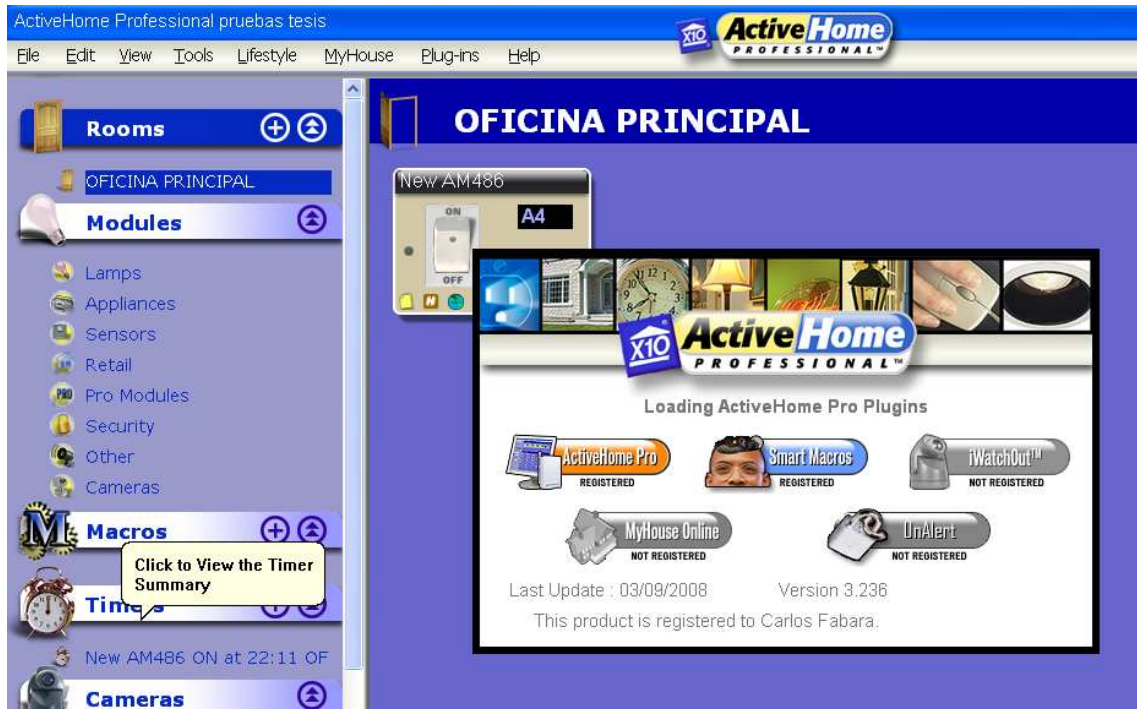 ActiveHome Professional pruebas tesis
X10 ActiveHome
PROFESSIONAL™
File Edit View Tools Lifestyle MyHouse Plug-ins Help
Rooms
OFICINA PRINCIPAL
Modules
Lamps
Appliances
Sensors
Retail
PRO Pro Modules
Security
Other
Cameras
M Macros
Click to View the Timer
Summary
Timers
New AM486 ON at 22:11 OF
Cameras
OFICINA PRINCIPAL
New AM486
ON
A4
OFF
X10 ActiveHome
PROFESSIONAL™
Loading ActiveHome Pro Plugins
ActiveHome Pro
REGISTERED
Smart Macros
REGISTERED
iWatchOut™
NOT REGISTERED
MyHouse Online
NOT REGISTERED
UnAlert
NOT REGISTERED
Last Update : 03/09/2008 Version 3.236
This product is registered to Carlos Fabara.